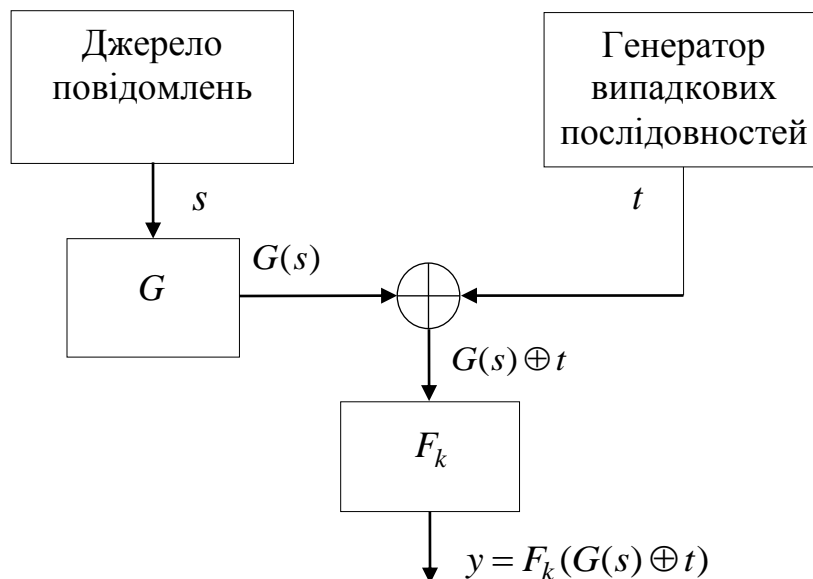 Джерело
повідомлень
Генератор
випадкових
послідовностей
s
t
G
G(s)
G(s) ⊕ t
F_k
y = F_k(G(s) ⊕ t)